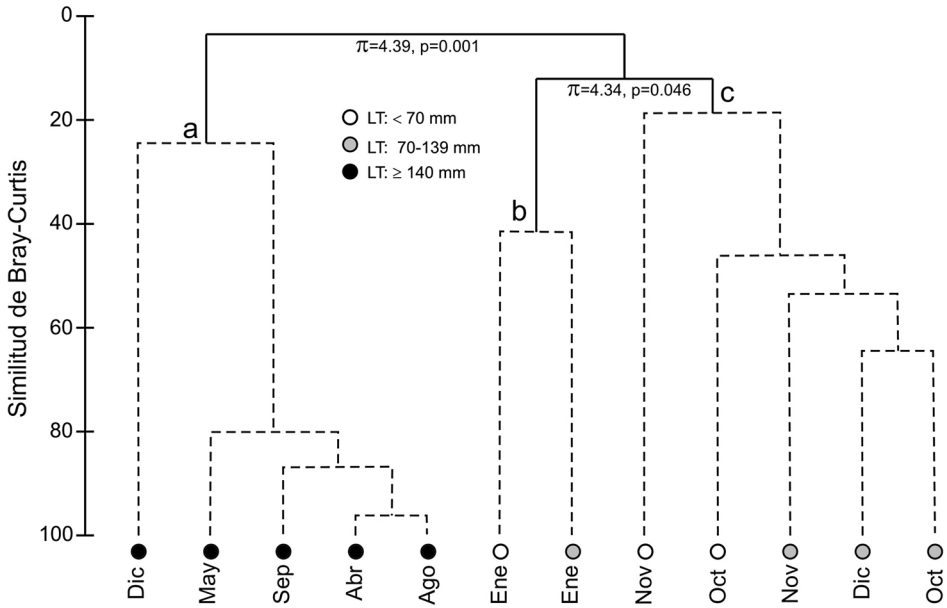 0
π=4.39, p=0.001
π=4.34, p=0.046
c
20
LT: < 70 mm
a
LT: 70-139 mm
LT: ≥ 140 mm
b
40
Similitud de Bray-Curtis
60
80
100
Dic
May
Sep
Abr
Ago
Ene
Ene
Nov
Oct
Nov
Dic
Oct